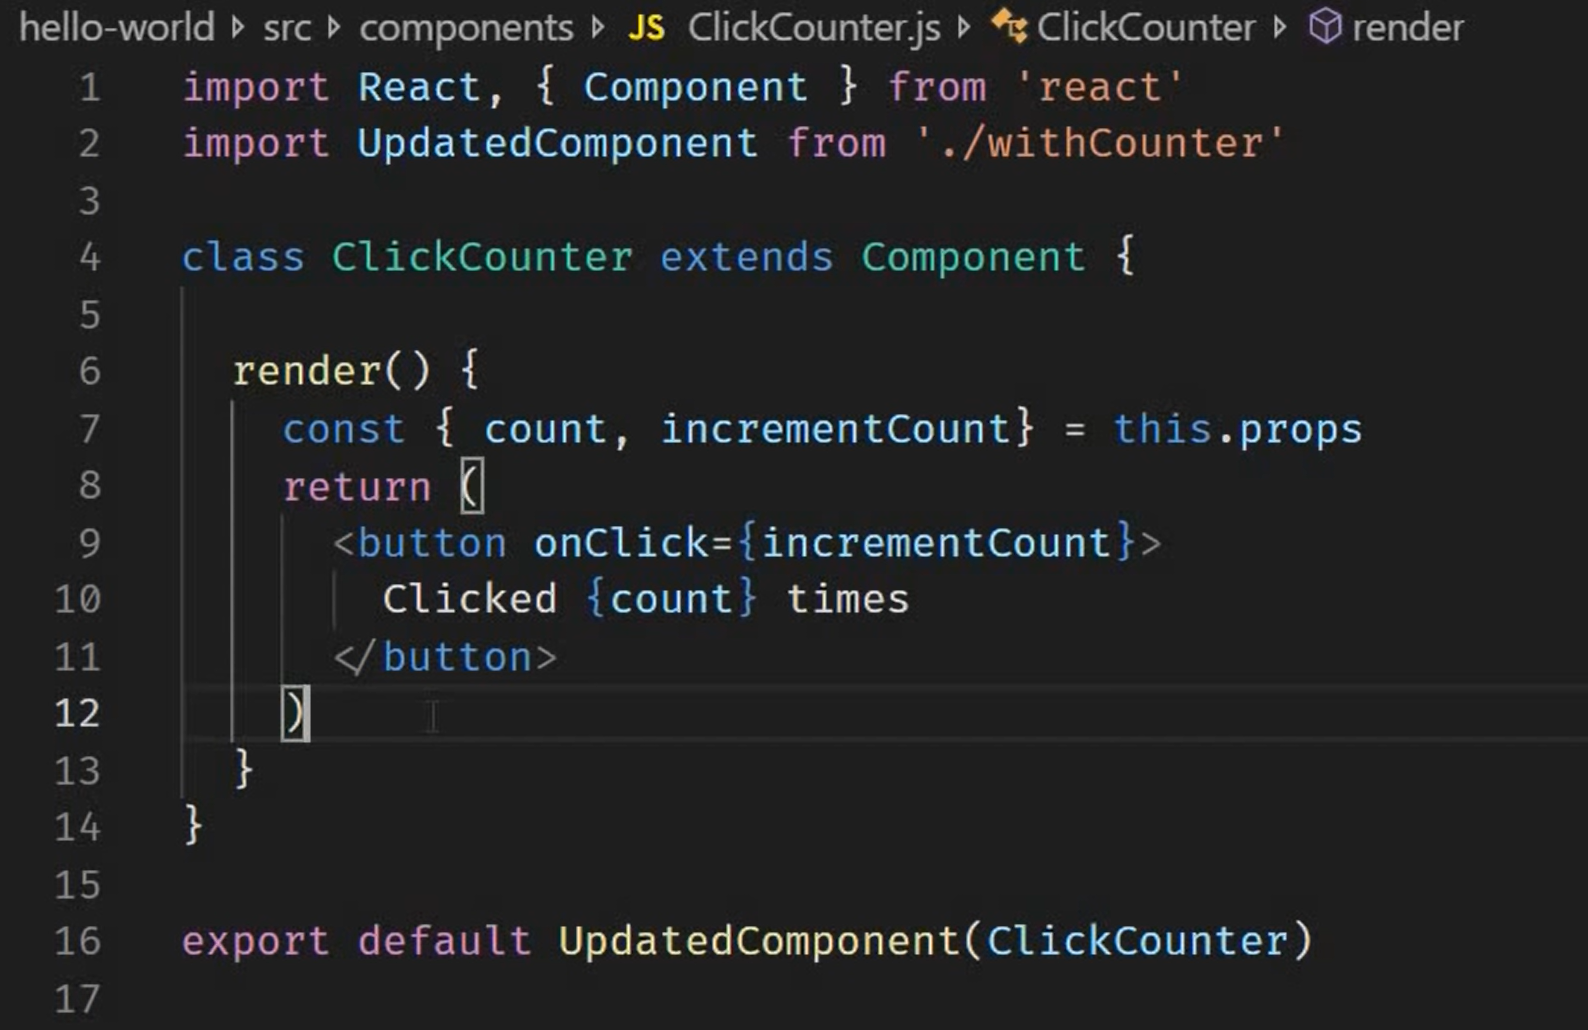 hello-world > src > components > JS ClickCounter.js > ClickCounter > render
1 import React, { Component } from 'react'
2 import UpdatedComponent from './withCounter'
3
4 class ClickCounter extends Component {
5
6 render() {
7 const { count, incrementCount} = this.props
8 return (
9 <button onClick={incrementCount}>
10 Clicked {count} times
11 </button>
12 )
13 }
14 }
15
16 export default UpdatedComponent(ClickCounter)
17